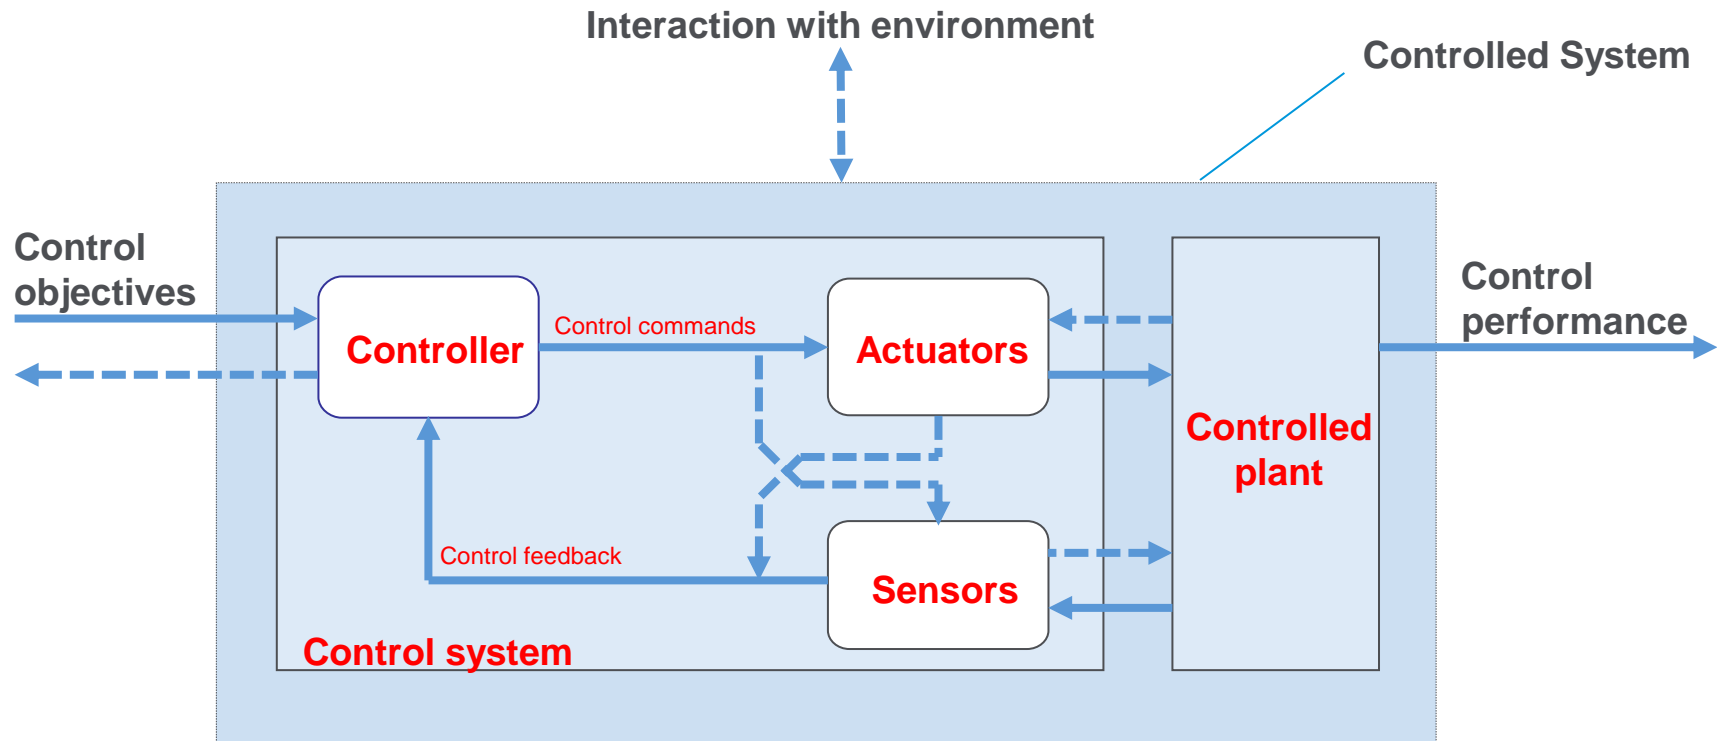 Interaction with environment
Controlled System
Control
objectives
Control
performance
Control commands
Controller
Actuators
Controlled
plant
Control feedback
Sensors
Control system